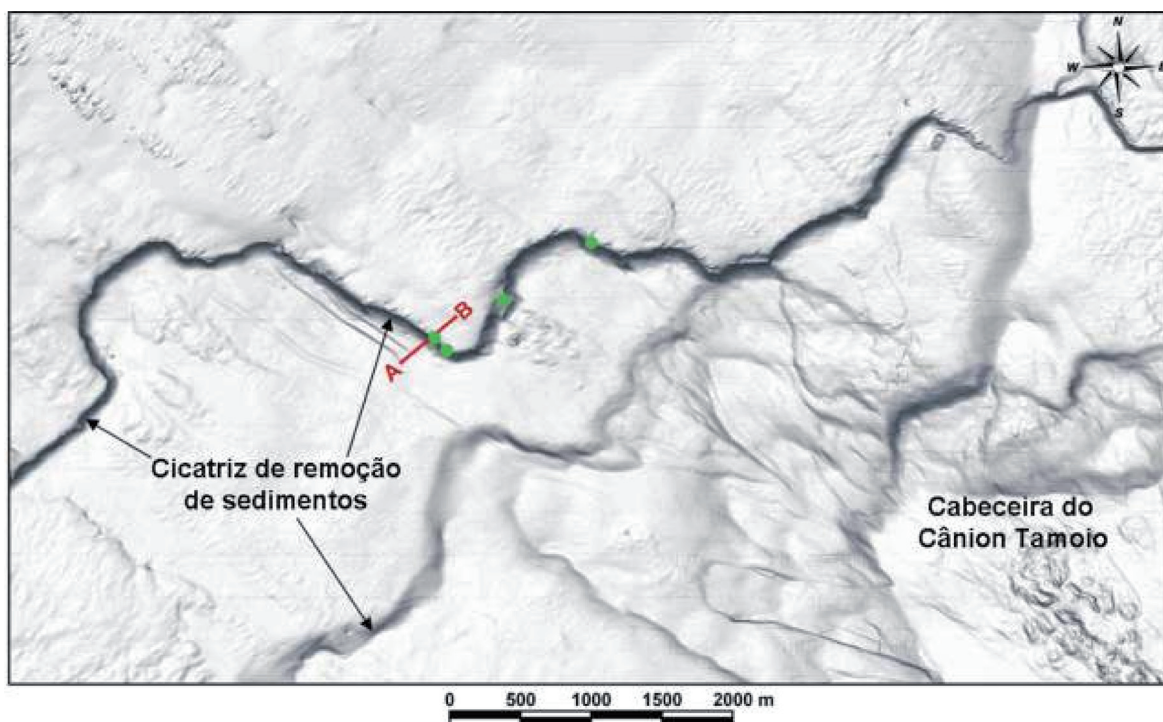 N
W
E
S
B
A
Cicatriz de remoção
de sedimentos
Cabeceira do
Cânion Tamoio
0 500 1000 1500 2000 m